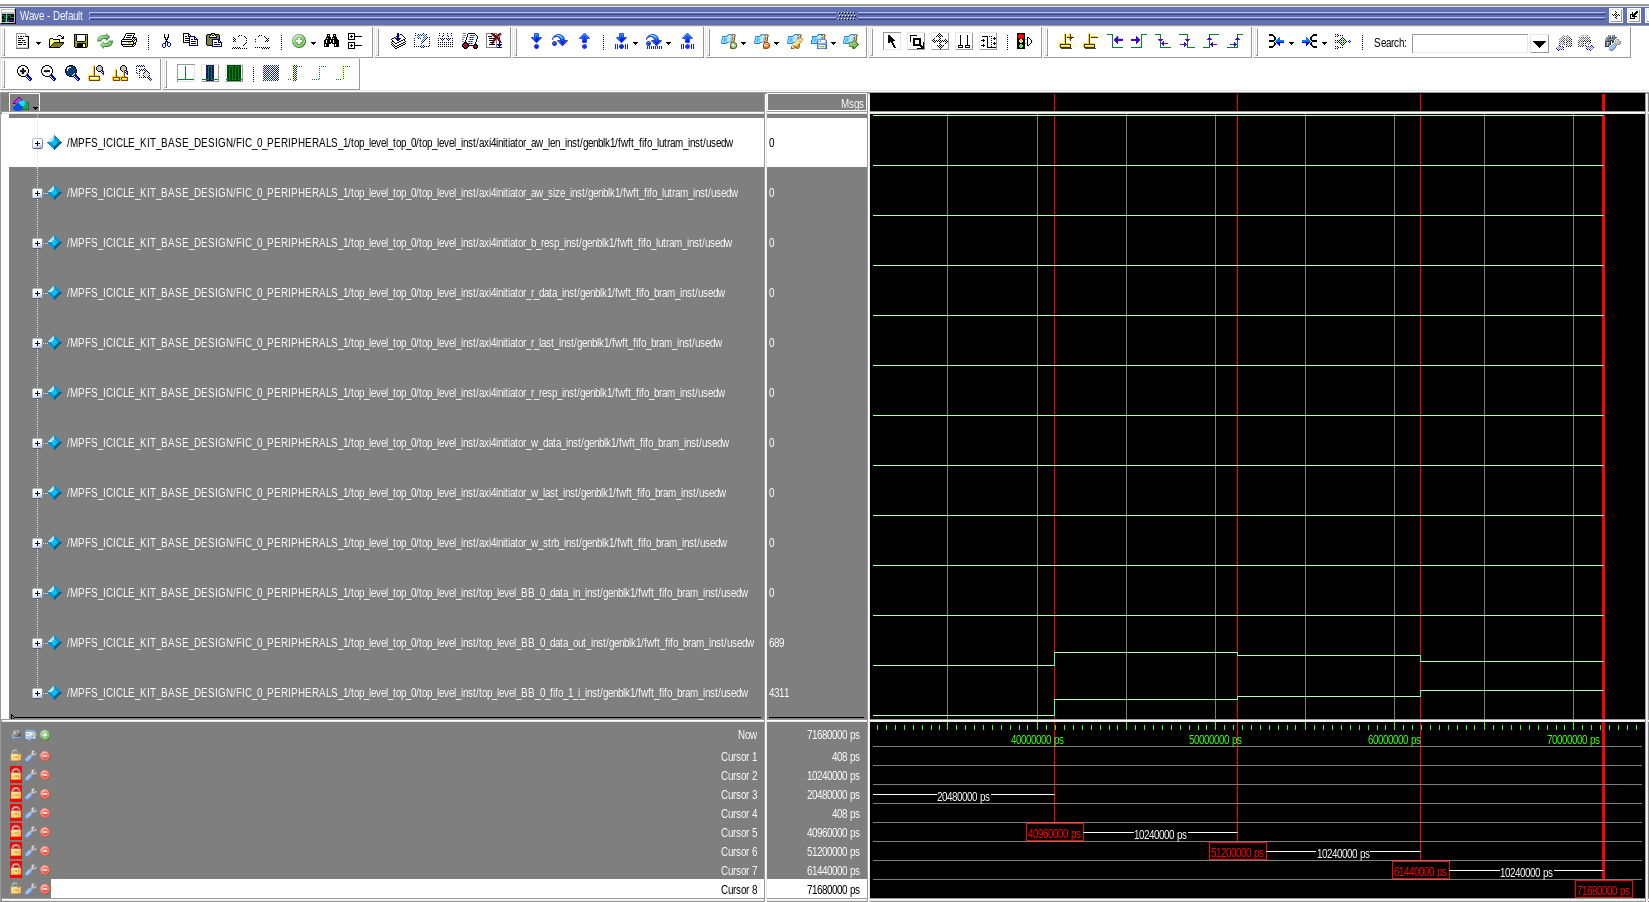 Wave - Default
Search:
Msgs
/MPFS_ICICLE_KIT_BASE_DESIGN/FIC_0_PERIPHERALS_1/top_level_top_0/top_level_inst/axi4initiator_aw_len_inst/genblk1/fwft_fifo_lutram_inst/usedw 0
/MPFS_ICICLE_KIT_BASE_DESIGN/FIC_0_PERIPHERALS_1/top_level_top_0/top_level_inst/axi4initiator_aw_size_inst/genblk1/fwft_fifo_lutram_inst/usedw 0
/MPFS_ICICLE_KIT_BASE_DESIGN/FIC_0_PERIPHERALS_1/top_level_top_0/top_level_inst/axi4initiator_b_resp_inst/genblk1/fwft_fifo_lutram_inst/usedw 0
/MPFS_ICICLE_KIT_BASE_DESIGN/FIC_0_PERIPHERALS_1/top_level_top_0/top_level_inst/axi4initiator_r_data_inst/genblk1/fwft_fifo_bram_inst/usedw 0
/MPFS_ICICLE_KIT_BASE_DESIGN/FIC_0_PERIPHERALS_1/top_level_top_0/top_level_inst/axi4initiator_r_last_inst/genblk1/fwft_fifo_bram_inst/usedw 0
/MPFS_ICICLE_KIT_BASE_DESIGN/FIC_0_PERIPHERALS_1/top_level_top_0/top_level_inst/axi4initiator_r_resp_inst/genblk1/fwft_fifo_bram_inst/usedw 0
/MPFS_ICICLE_KIT_BASE_DESIGN/FIC_0_PERIPHERALS_1/top_level_top_0/top_level_inst/axi4initiator_w_data_inst/genblk1/fwft_fifo_bram_inst/usedw 0
/MPFS_ICICLE_KIT_BASE_DESIGN/FIC_0_PERIPHERALS_1/top_level_top_0/top_level_inst/axi4initiator_w_last_inst/genblk1/fwft_fifo_bram_inst/usedw 0
/MPFS_ICICLE_KIT_BASE_DESIGN/FIC_0_PERIPHERALS_1/top_level_top_0/top_level_inst/axi4initiator_w_strb_inst/genblk1/fwft_fifo_bram_inst/usedw 0
/MPFS_ICICLE_KIT_BASE_DESIGN/FIC_0_PERIPHERALS_1/top_level_top_0/top_level_inst/top_level_BB_0_data_in_inst/genblk1/fwft_fifo_bram_inst/usedw 0
/MPFS_ICICLE_KIT_BASE_DESIGN/FIC_0_PERIPHERALS_1/top_level_top_0/top_level_inst/top_level_BB_0_data_out_inst/genblk1/fwft_fifo_bram_inst/usedw 689
/MPFS_ICICLE_KIT_BASE_DESIGN/FIC_0_PERIPHERALS_1/top_level_top_0/top_level_inst/top_level_BB_0_fifo_1_i_inst/genblk1/fwft_fifo_bram_inst/usedw 4311
Now 71680000 ps 40000000 ps 50000000 ps 60000000 ps 70000000 ps
Cursor 1 408 ps
Cursor 2 10240000 ps
Cursor 3 20480000 ps 20480000 ps
Cursor 4 408 ps
Cursor 5 40960000 ps 40960000 ps 10240000 ps
Cursor 6 51200000 ps 51200000 ps 10240000 ps
Cursor 7 61440000 ps 61440000 ps 10240000 ps
Cursor 8 71680000 ps 71680000 ps